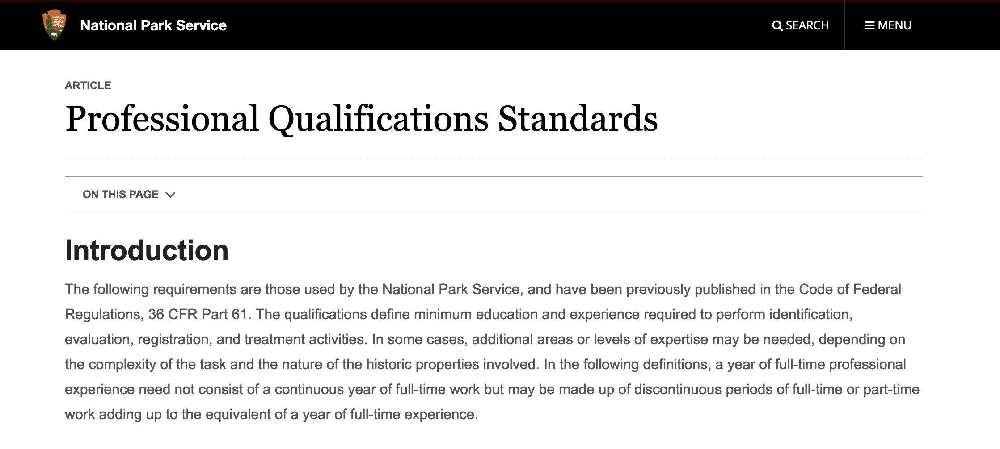 NATIONAL
PARK
SERVICE
National Park Service
SEARCH
MENU
ARTICLE
Professional Qualifications Standards
ON THIS PAGE
Introduction
The following requirements are those used by the National Park Service, and have been previously published in the Code of Federal
Regulations, 36 CFR Part 61. The qualifications define minimum education and experience required to perform identification,
evaluation, registration, and treatment activities. In some cases, additional areas or levels of expertise may be needed, depending on
the complexity of the task and the nature of the historic properties involved. In the following definitions, a year of full-time professional
experience need not consist of a continuous year of full-time work but may be made up of discontinuous periods of full-time or part-time
work adding up to the equivalent of a year of full-time experience.